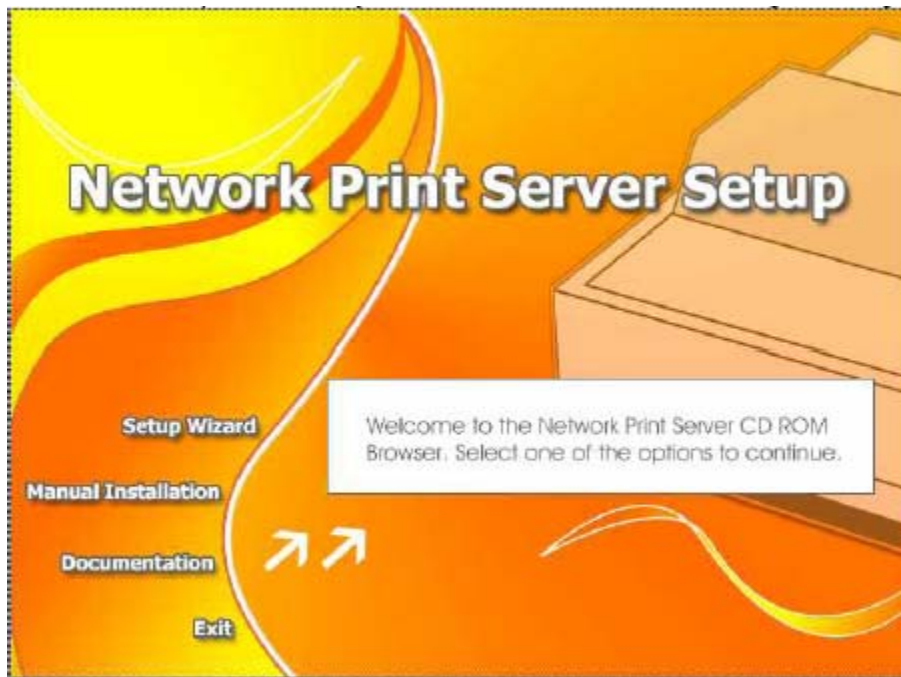 Network Print Server Setup
Setup Wizard
Welcome to the Network Print Server CD ROM
Browser. Select one of the options to continue.
Manual Installation
Documentation
Exit